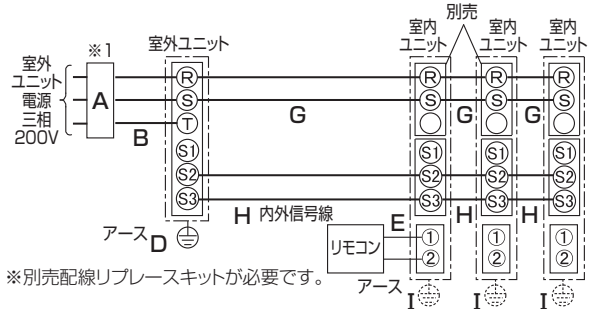 別売
※1
室外ユニット
室内
ユニット
室内
ユニット
室内
ユニット
室外
ユニット
電源
三相
200V
A
B
R
S
T
S1
S2
S3
G
R
S
S1
S2
S3
G
R
S
S1
S2
S3
G
R
S
S1
S2
S3
H 内外信号線
H
H
アース D
E
リモコン
1
2
1
2
1
2
※別売配線リプレースキットが必要です。
アース I
I
I